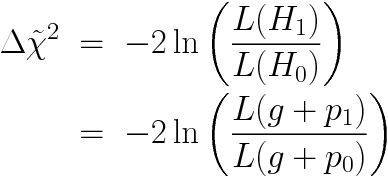 Δχ̃² = −2 ln(L(H₁)/L(H₀))
= −2 ln(L(g + p₁)/L(g + p₀))